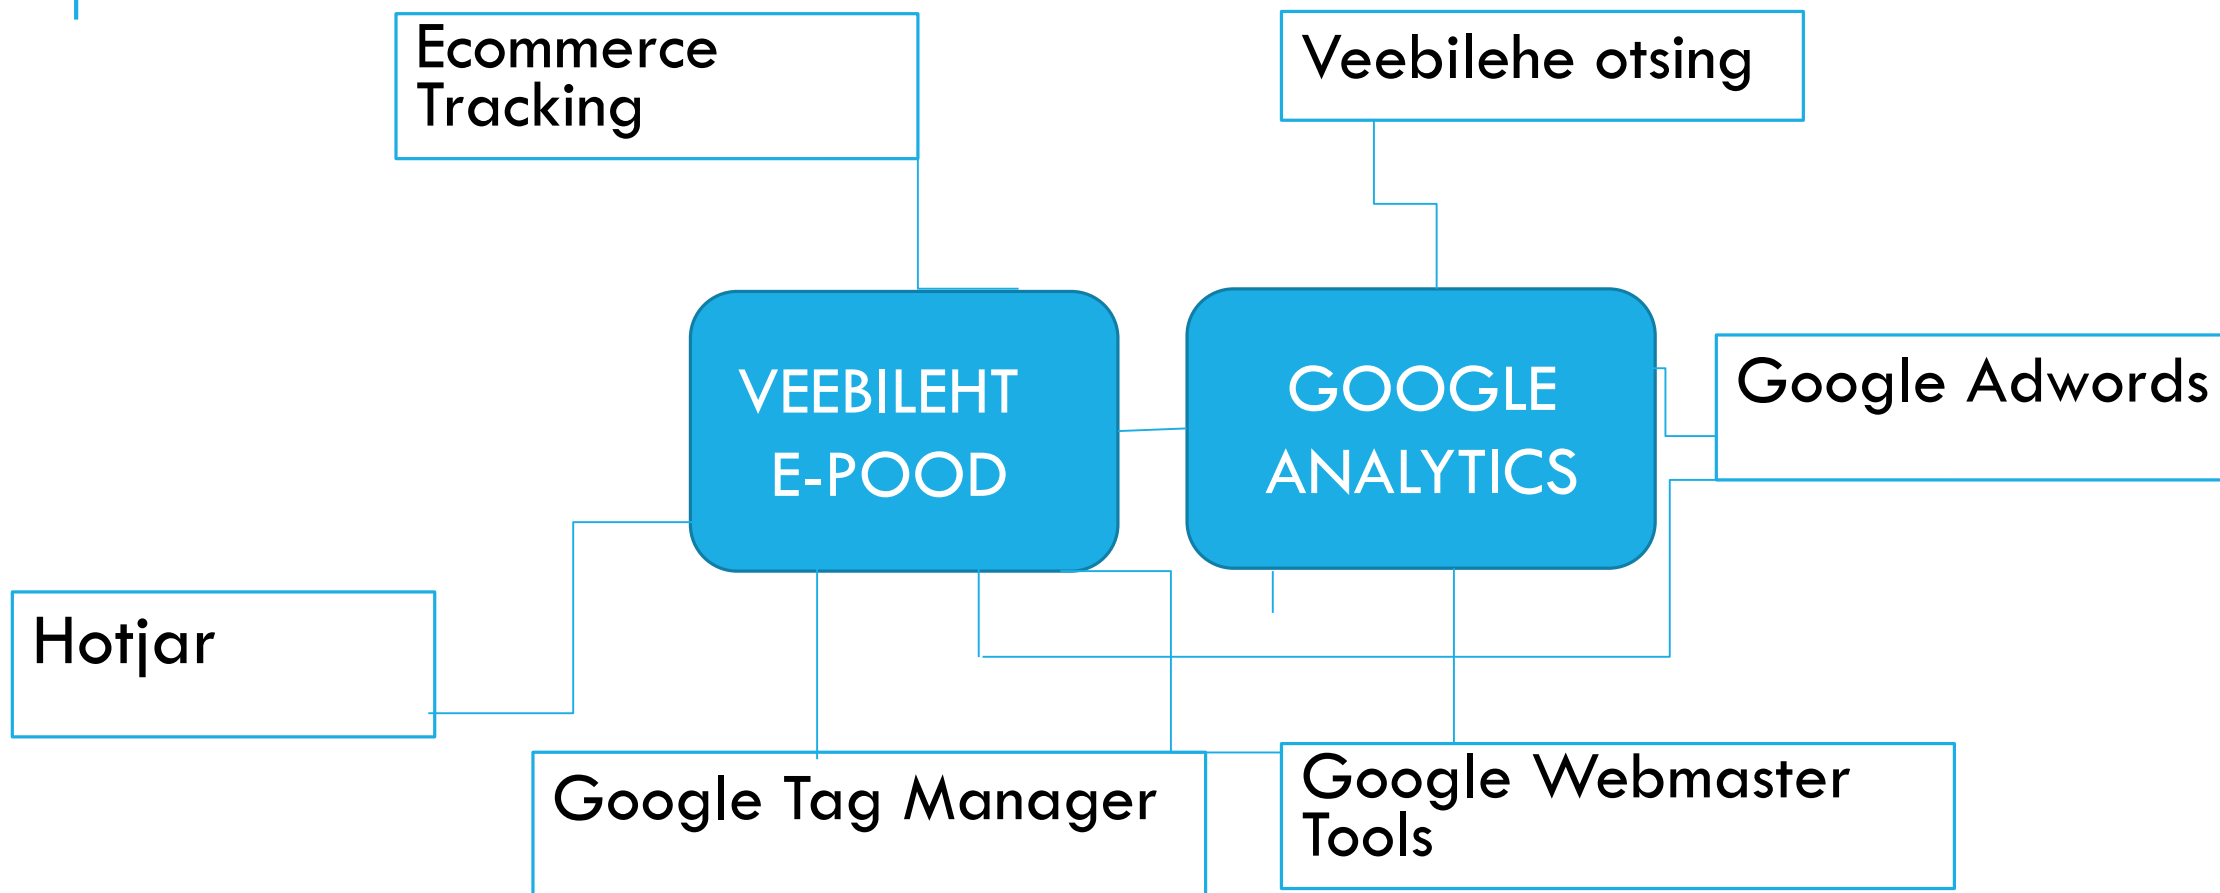 Ecommerce
Tracking
Veebilehe otsing
VEEBILEHT
E-POOD
GOOGLE
ANALYTICS
Google Adwords
Hotjar
Google Tag Manager
Google Webmaster
Tools